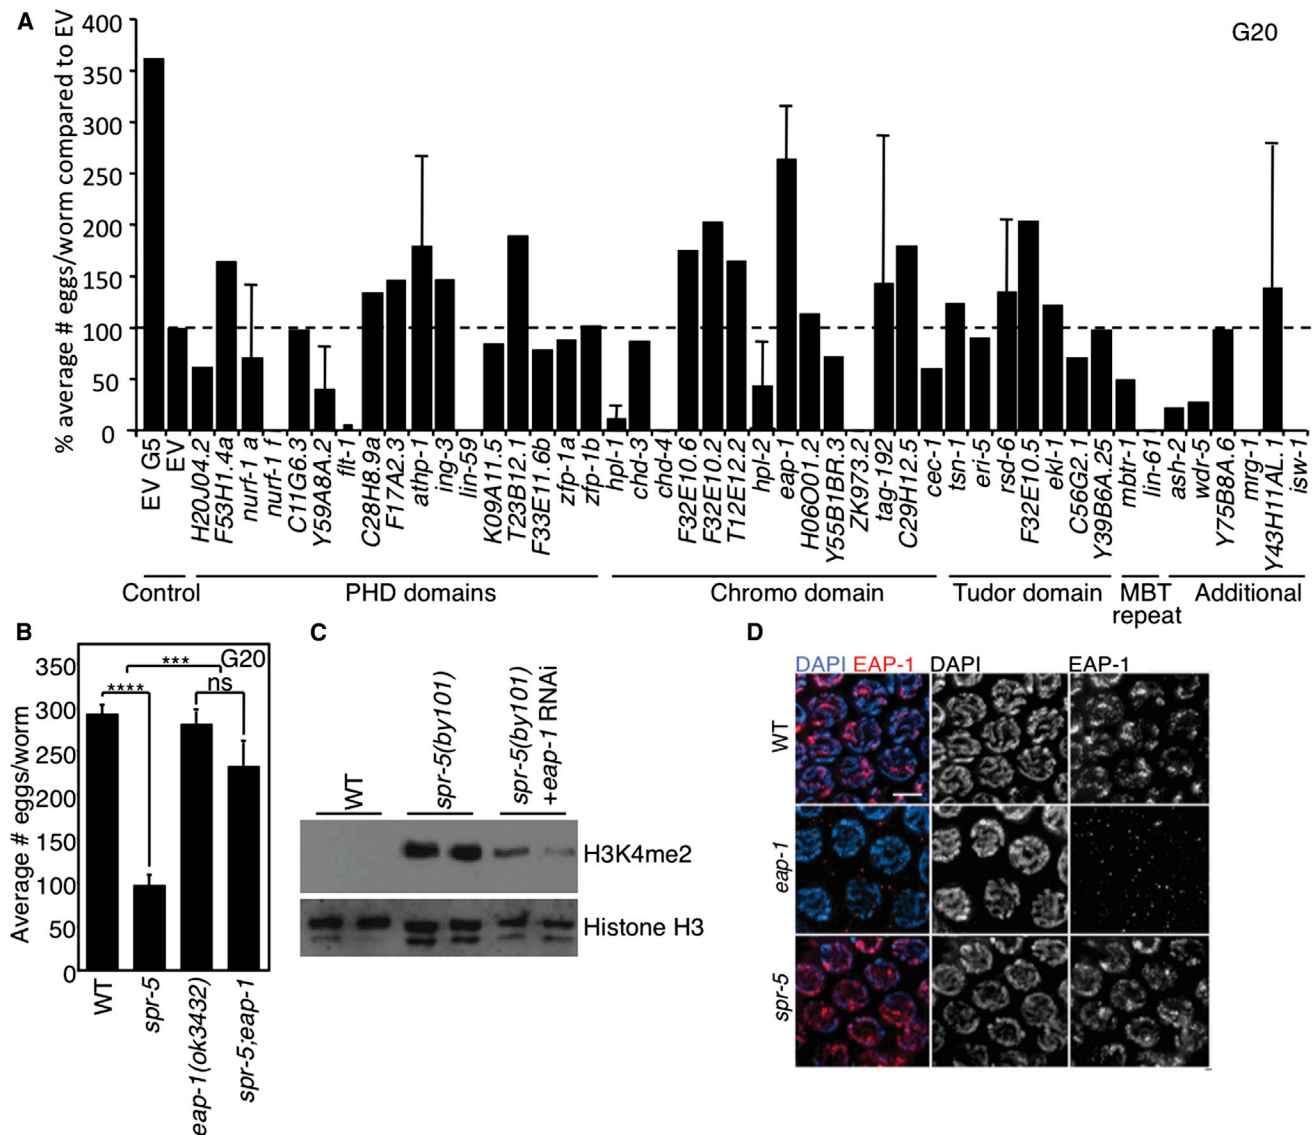 A
G20
% average # eggs/worm compared to EV
400
350
300
250
200
150
100
50
0
EV G5
EV
H20J04.2
F53H1.4a
nurf-1 a
nurf-1 f
C11G6.3
Y59A8A.2
flt-1
C28H8.9a
F17A2.3
athp-1
ing-3
lin-59
K09A11.5
T23B12.1
F33E11.6b
zfp-1a
zfp-1b
hpl-1
chd-3
chd-4
F32E10.6
F32E10.2
T12E12.2
hpl-2
eap-1
H06O01.2
Y55B1BR.3
ZK973.2
tag-192
C29H12.5
cec-1
tsn-1
eri-5
rsd-6
F32E10.5
ekl-1
C56G2.1
Y39B6A.25
mbtr-1
lin-61
ash-2
wdr-5
Y75B8A.6
mrg-1
Y43H11AL.1
isw-1
Control
PHD domains
Chromo domain
Tudor domain
MBT
repeat
Additional
B
G20
Average # eggs/worm
350
300
250
200
150
100
50
0
***
****
ns
WT
spr-5
eap-1(ok3432)
spr-5;eap-1
C
WT
spr-5(by101)
spr-5(by101)
+eap-1 RNAi
H3K4me2
Histone H3
D
DAPI EAP-1
DAPI
EAP-1
WT
eap-1
spr-5